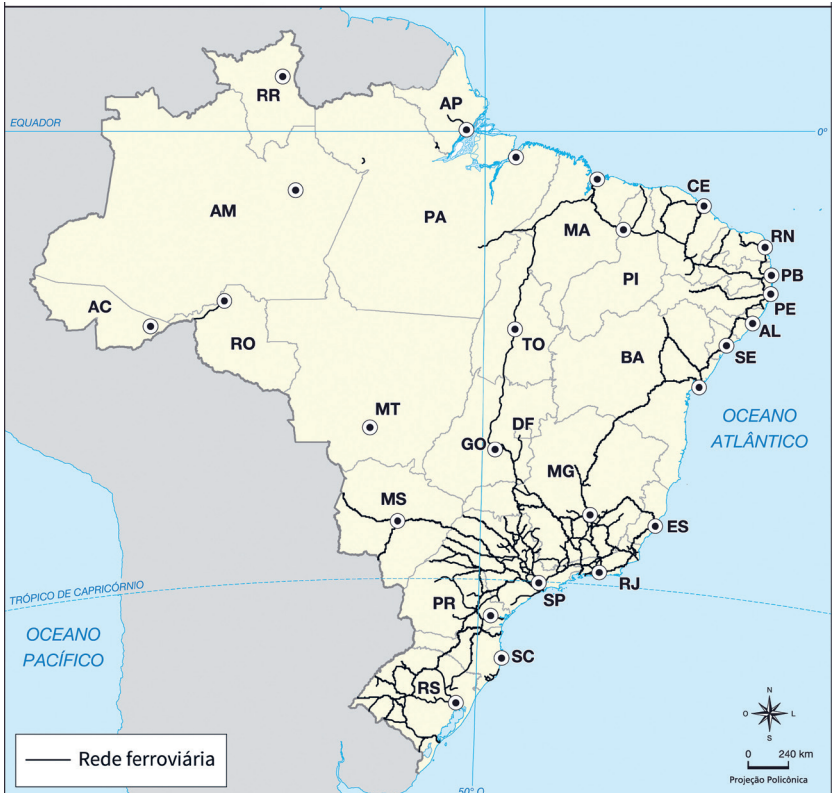 RR
AP
EQUADOR
0°
CE
AM
PA
MA
RN
PI
PB
PE
AC
AL
RO
TO
SE
BA
MT
DF
OCEANO
ATLÂNTICO
GO
MG
MS
ES
TRÓPICO DE CAPRICÓRNIO
RJ
SP
PR
OCEANO
PACÍFICO
SC
RS
N
O
L
S
Rede ferroviária
0 240 km
Projeção Policônica
50° O